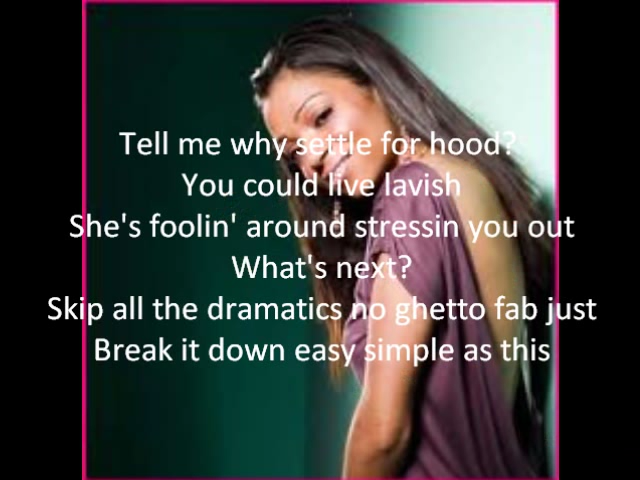 Tell me why settle for hood?
You could live lavish
She's foolin' around stressin you out
What's next?
Skip all the dramatics no ghetto fab just
Break it down easy simple as this